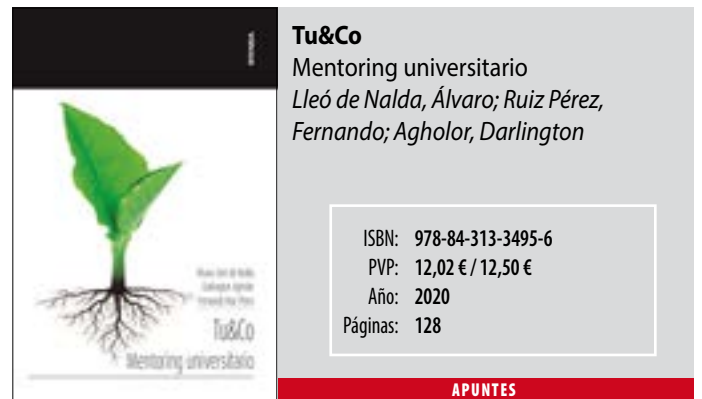 Tu&Co
Mentoring universitario
Tu&Co
Mentoring universitario
Lleó de Nalda, Álvaro; Ruiz Pérez,
Fernando; Agholor, Darlington
ISBN: 978-84-313-3495-6
PVP: 12,02 € / 12,50 €
Año: 2020
Páginas: 128
APUNTES